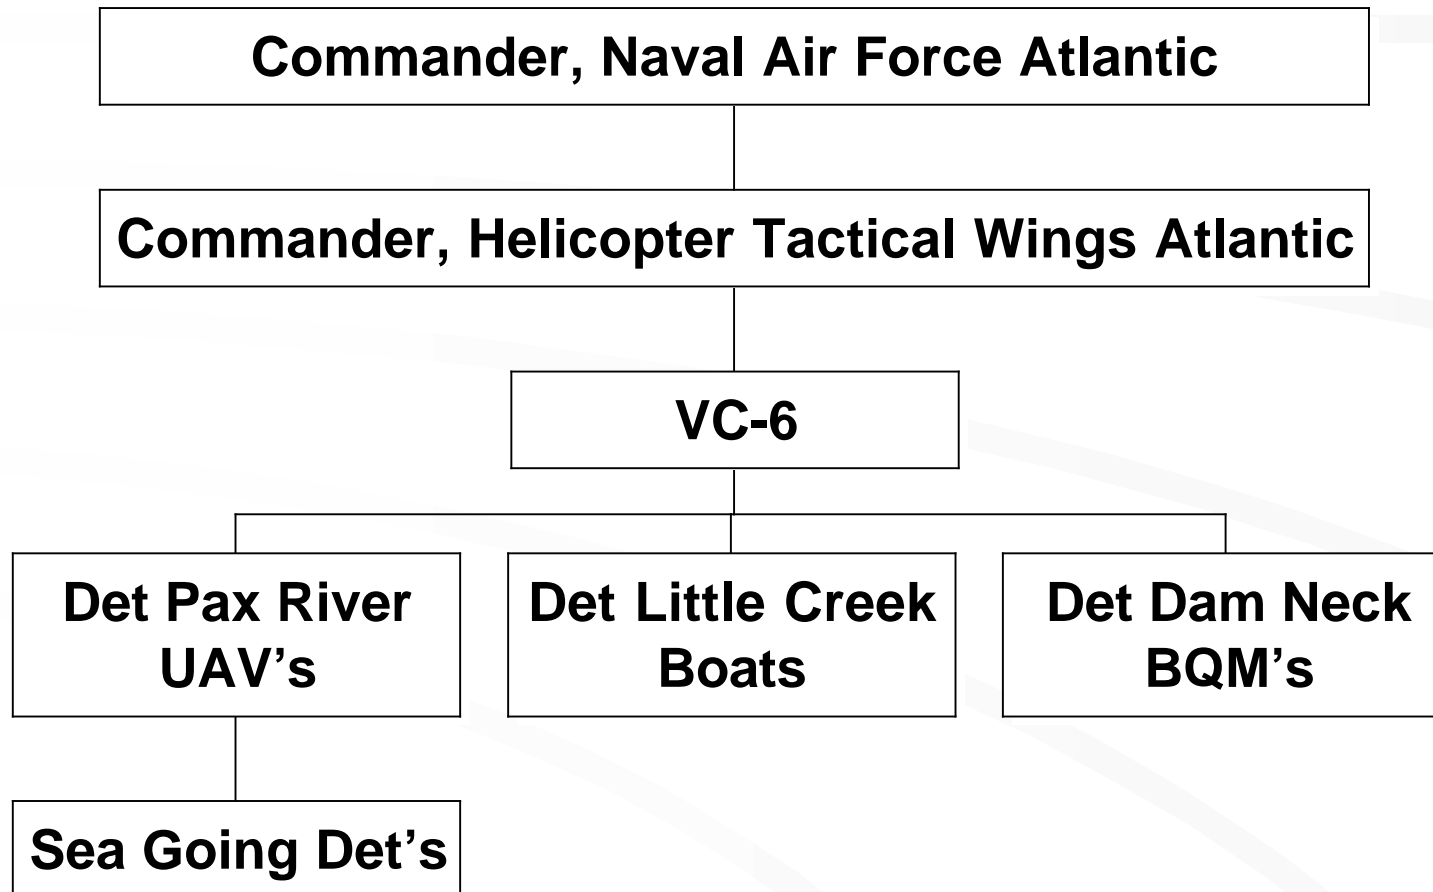 Commander, Naval Air Force Atlantic
Commander, Helicopter Tactical Wings Atlantic
VC-6
Det Pax River
UAV’s
Det Little Creek
Boats
Det Dam Neck
BQM’s
Sea Going Det’s